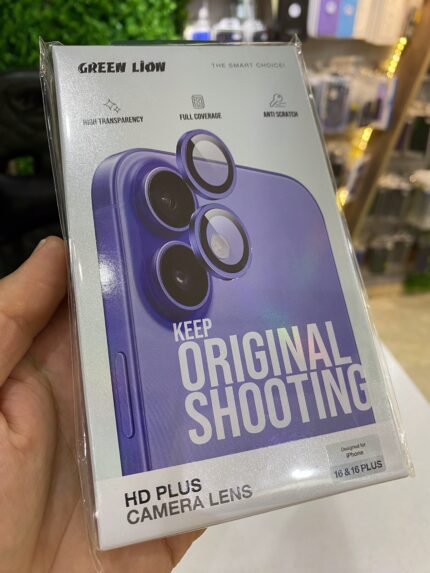 GREEN LION
THE SMART CHOICE!
HIGH TRANSPARENCY
FULL COVERAGE
ANTI SCRATCH
KEEP
ORIGINAL
SHOOTING
HD PLUS
CAMERA LENS
Designed for
iPhone
16 & 16 PLUS